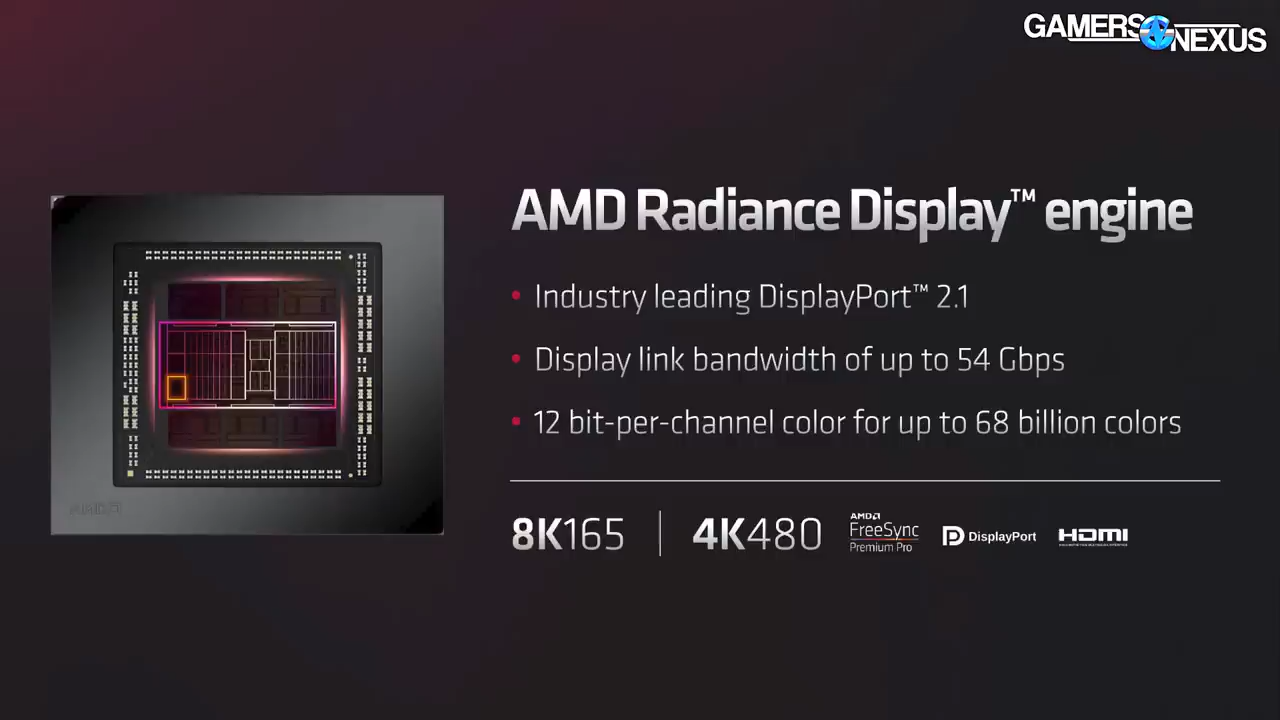 GAMERS NEXUS
AMD Radiance Display™ engine
• Industry leading DisplayPort™ 2.1
• Display link bandwidth of up to 54 Gbps
• 12 bit-per-channel color for up to 68 billion colors
8K165 | 4K480
AMD
FreeSync
Premium Pro
DisplayPort
HDMI
AMD